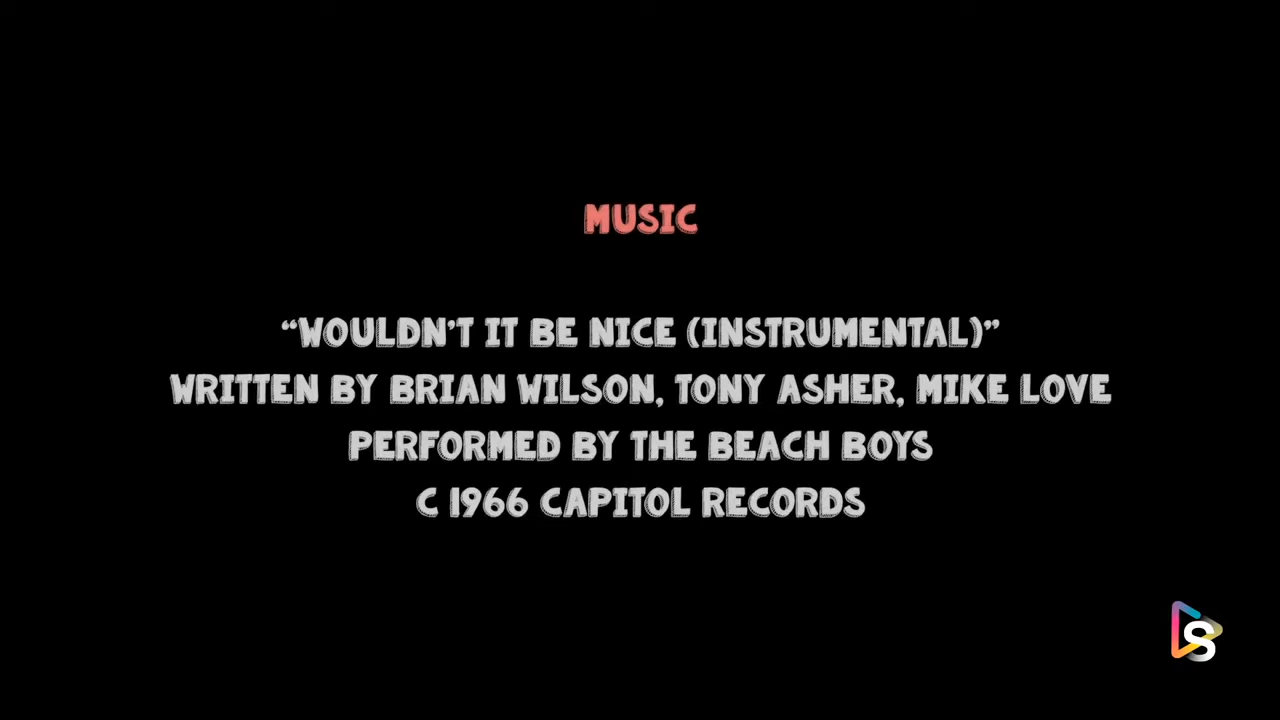 MUSIC
“WOULDN’T IT BE NICE (INSTRUMENTAL)”
WRITTEN BY BRIAN WILSON, TONY ASHER, MIKE LOVE
PERFORMED BY THE BEACH BOYS
C 1966 CAPITOL RECORDS
S